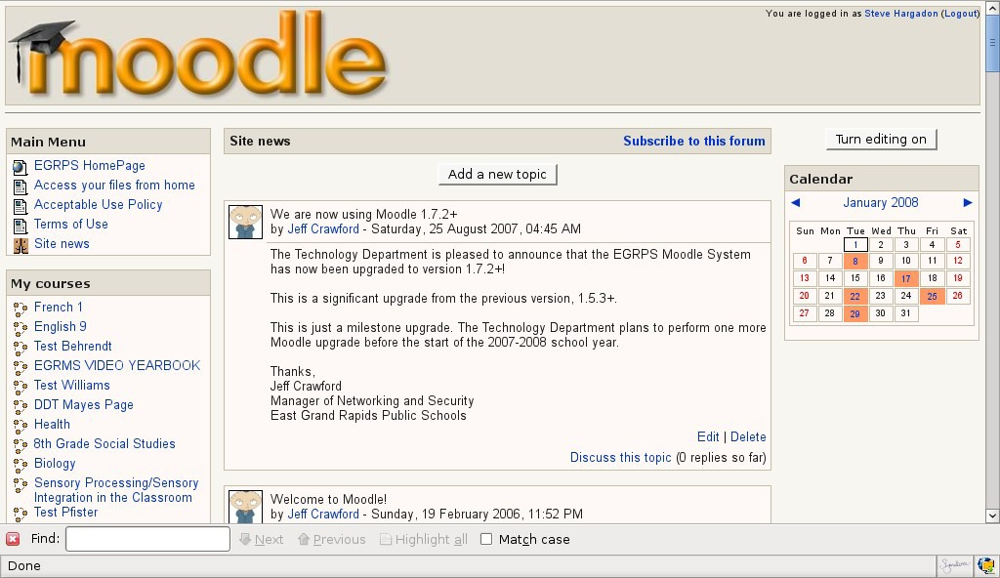 You are logged in as Steve Hargadon (Logout)
moodle
Main Menu
EGRPS HomePage
Access your files from home
Acceptable Use Policy
Terms of Use
Site news
My courses
French 1
English 9
Test Behrendt
EGRMS VIDEO YEARBOOK
Test Williams
DDT Mayes Page
Health
8th Grade Social Studies
Biology
Sensory Processing/Sensory
Integration in the Classroom
Test Pfister
Site news Subscribe to this forum
Add a new topic
We are now using Moodle 1.7.2+
by Jeff Crawford - Saturday, 25 August 2007, 04:45 AM
The Technology Department is pleased to announce that the EGRPS Moodle System
has now been upgraded to version 1.7.2+!
This is a significant upgrade from the previous version, 1.5.3+.
This is just a milestone upgrade. The Technology Department plans to perform one more
Moodle upgrade before the start of the 2007-2008 school year.
Thanks,
Jeff Crawford
Manager of Networking and Security
East Grand Rapids Public Schools
Edit | Delete
Discuss this topic (0 replies so far)
Welcome to Moodle!
by Jeff Crawford - Sunday, 19 February 2006, 11:52 PM
Turn editing on
Calendar
January 2008
Sun Mon Tue Wed Thu Fri Sat
1 2 3 4 5
6 7 8 9 10 11 12
13 14 15 16 17 18 19
20 21 22 23 24 25 26
27 28 29 30 31
Find: Next Previous Highlight all Match case
Done